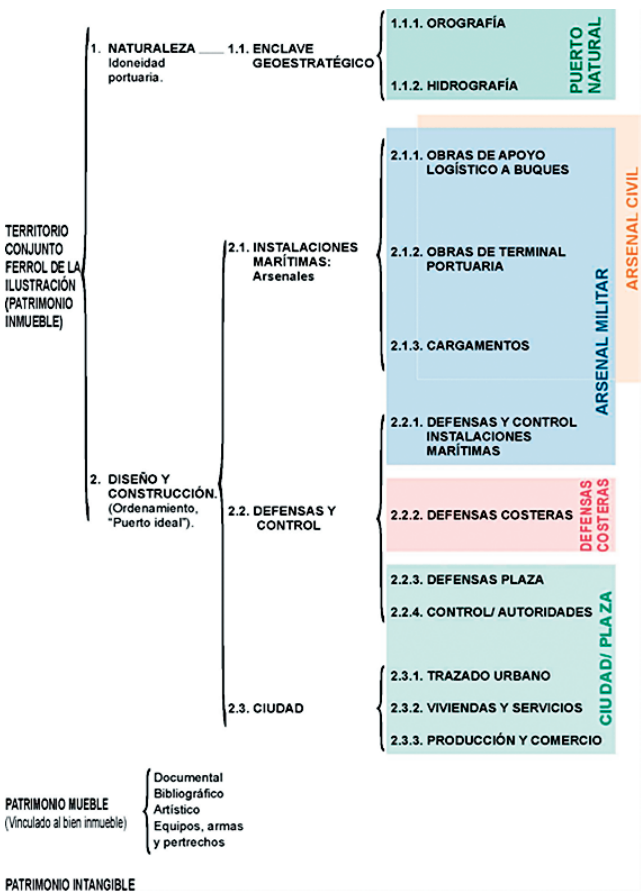 TERRITORIO
CONJUNTO
FERROL DE LA
ILUSTRACIÓN
(PATRIMONIO
INMUEBLE)
1. NATURALEZA
Idoneidad
portuaria.
1.1. ENCLAVE
GEOESTRATÉGICO
1.1.1. OROGRAFÍA
1.1.2. HIDROGRAFÍA
PUERTO
NATURAL
2. DISEÑO Y
CONSTRUCCIÓN.
(Ordenamiento,
"Puerto ideal").
2.1. INSTALACIONES
MARÍTIMAS:
Arsenales
2.1.1. OBRAS DE APOYO
LOGÍSTICO A BUQUES
2.1.2. OBRAS DE TERMINAL
PORTUARIA
2.1.3. CARGAMENTOS
ARSENAL CIVIL
ARSENAL MILITAR
2.2. DEFENSAS Y
CONTROL
2.2.1. DEFENSAS Y CONTROL
INSTALACIONES
MARÍTIMAS
2.2.2. DEFENSAS COSTERAS
DEFENSAS
COSTERAS
2.2.3. DEFENSAS PLAZA
2.2.4. CONTROL/ AUTORIDADES
2.3. CIUDAD
2.3.1. TRAZADO URBANO
2.3.2. VIVIENDAS Y SERVICIOS
2.3.3. PRODUCCIÓN Y COMERCIO
CIUDAD/ PLAZA
PATRIMONIO MUEBLE
(Vinculado al bien inmueble)
Documental
Bibliográfico
Artístico
Equipos, armas
y pertrechos
PATRIMONIO INTANGIBLE